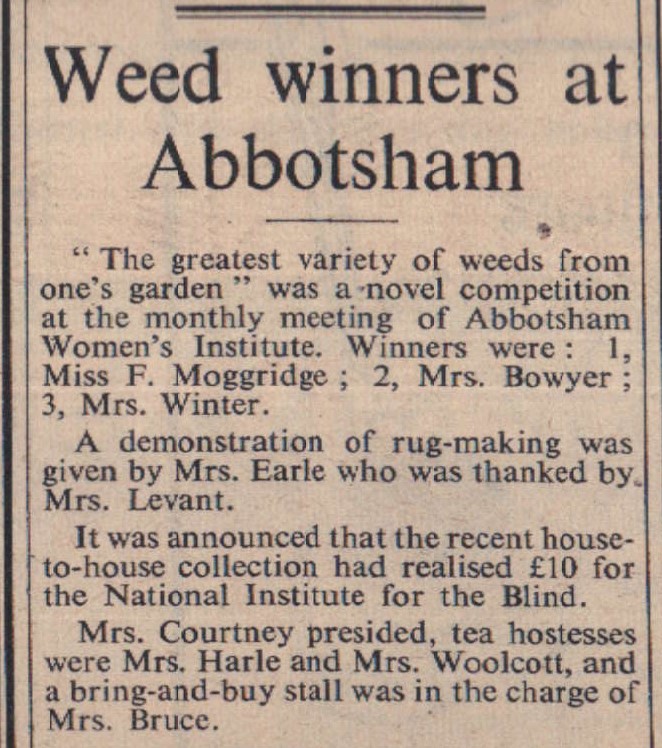 Weed winners at
Abbotsham
“ The greatest variety of weeds from
one's garden ” was a novel competition
at the monthly meeting of Abbotsham
Women's Institute. Winners were : 1,
Miss F. Moggridge ; 2, Mrs. Bowyer ;
3, Mrs. Winter.
A demonstration of rug-making was
given by Mrs. Earle who was thanked by
Mrs. Levant.
It was announced that the recent house-
to-house collection had realised £10 for
the National Institute for the Blind.
Mrs. Courtney presided, tea hostesses
were Mrs. Harle and Mrs. Woolcott, and
a bring-and-buy stall was in the charge of
Mrs. Bruce.